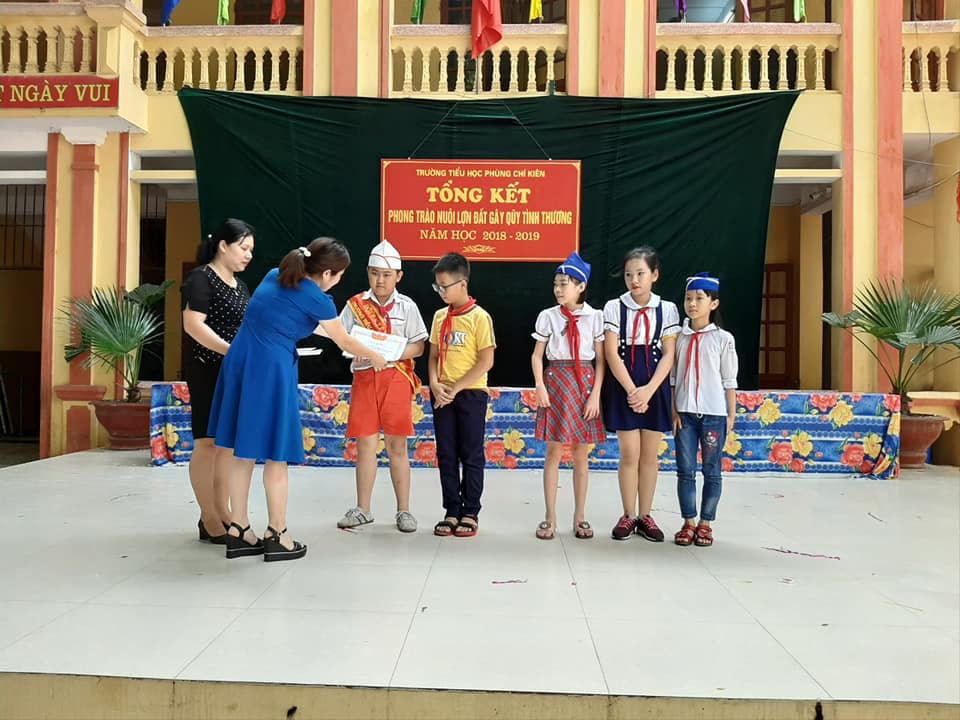 T NGÀY VUI
TRƯỜNG TIỂU HỌC PHÙNG CHÍ KIÊN
TỔNG KẾT
PHONG TRÀO NUÔI LỢN ĐẤT GÂY QŨY TÌNH THƯƠNG
NĂM HỌC 2018 - 2019